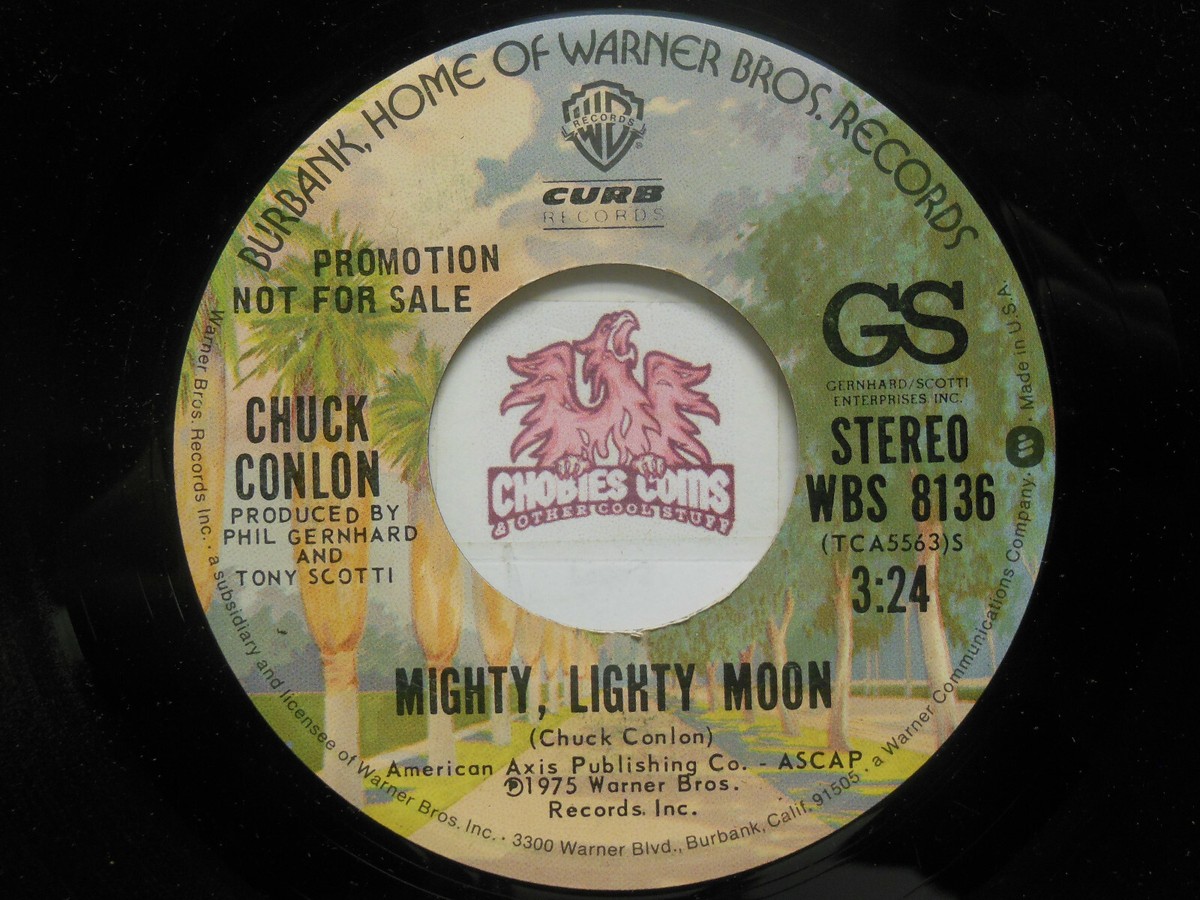 BURBANK, HOME OF WARNER BROS. RECORDS
WB
RECORDS
CURB
RECORDS
PROMOTION
NOT FOR SALE
GS
GERNHARD/SCOTTI
ENTERPRISES, INC.
CHUCK
CONLON
PRODUCED BY
PHIL GERNHARD
AND
TONY SCOTTI
CHOBIES COINS
& OTHER COOL STUFF
STEREO
WBS 8136
(TCA5563)S
3:24
MIGHTY, LIGHTY MOON
(Chuck Conlon)
American Axis Publishing Co. - ASCAP
℗1975 Warner Bros.
Records. Inc.
Warner Bros. Records Inc. · a subsidiary and licensee of Warner Bros. Inc. · 3300 Warner Blvd., Burbank, Calif. 91505 · a Warner Communications Company. · Made in U.S.A.